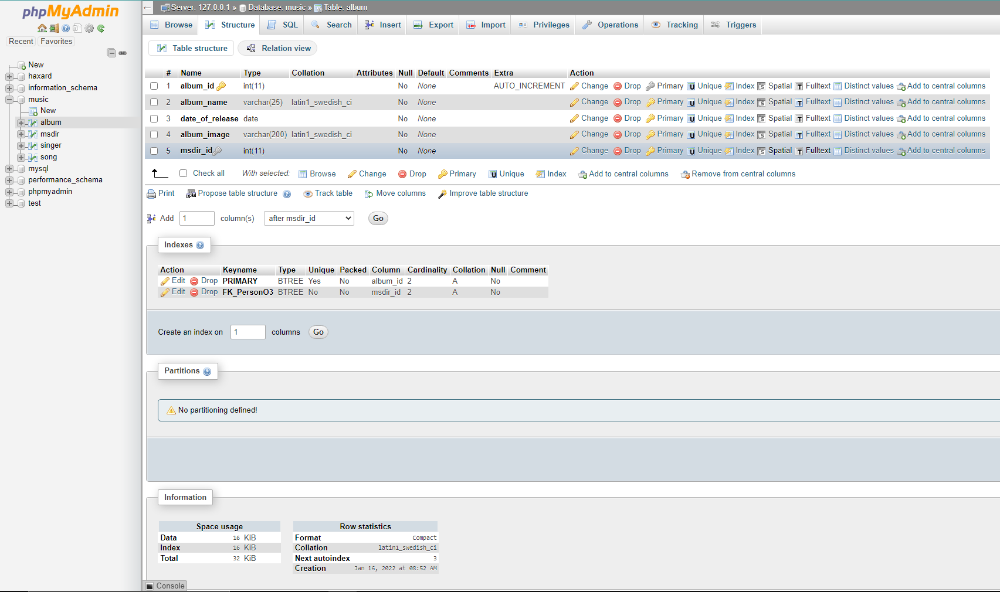 phpMyAdmin
Recent Favorites
New
haxard
information_schema
music
New
album
msdir
singer
song
mysql
performance_schema
phpmyadmin
test
Server: 127.0.0.1 » Database: music » Table: album
Browse Structure SQL Search Insert Export Import Privileges Operations Tracking Triggers
Table structure Relation view
# Name Type Collation Attributes Null Default Comments Extra Action
1 album_id int(11) No None AUTO_INCREMENT Change Drop Primary Unique Index Spatial Fulltext Distinct values Add to central columns
2 album_name varchar(25) latin1_swedish_ci No None Change Drop Primary Unique Index Spatial Fulltext Distinct values Add to central columns
3 date_of_release date No None Change Drop Primary Unique Index Spatial Fulltext Distinct values Add to central columns
4 album_image varchar(200) latin1_swedish_ci No None Change Drop Primary Unique Index Spatial Fulltext Distinct values Add to central columns
5 msdir_id int(11) No None Change Drop Primary Unique Index Spatial Fulltext Distinct values Add to central columns
Check all With selected: Browse Change Drop Primary Unique Index Add to central columns Remove from central columns
Print Propose table structure Track table Move columns Improve table structure
Add 1 column(s) after msdir_id Go
Indexes
Action Keyname Type Unique Packed Column Cardinality Collation Null Comment
Edit Drop PRIMARY BTREE Yes No album_id 2 A No
Edit Drop FK_PersonO3 BTREE No No msdir_id 2 A No
Create an index on 1 columns Go
Partitions
No partitioning defined!
Information
Space usage
Data 16 KiB
Index 16 KiB
Total 32 KiB
Row statistics
Format Compact
Collation latin1_swedish_ci
Next autoindex 3
Creation Jan 16, 2022 at 08:52 AM
Console